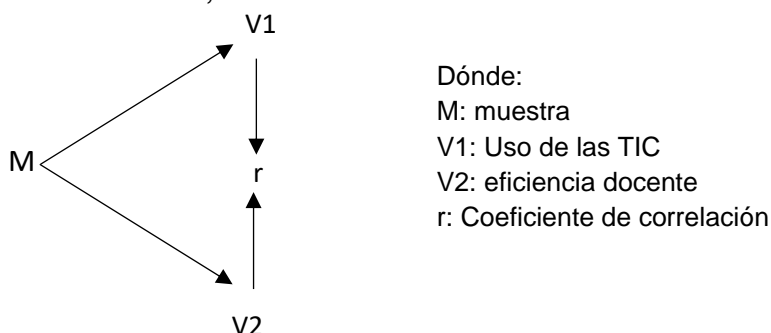 V1
Dónde:
M: muestra
M
V1: Uso de las TIC
r
V2: eficiencia docente
r: Coeficiente de correlación
V2